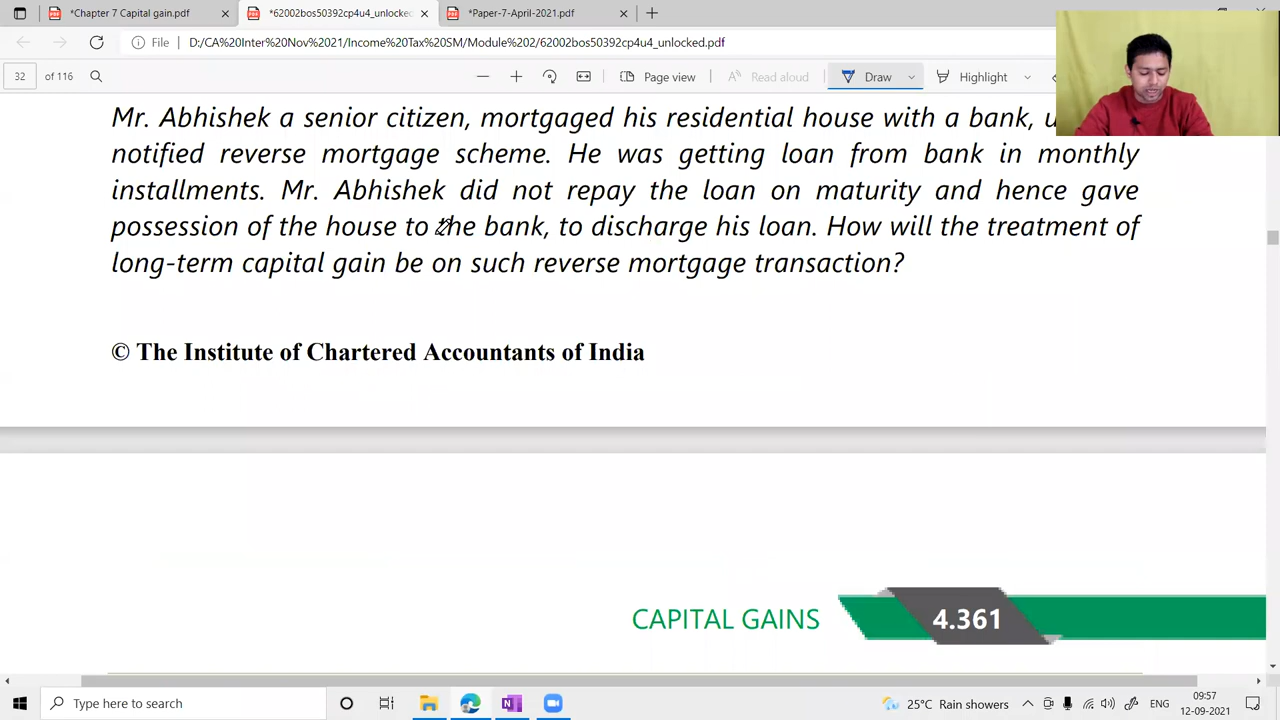 *Chapter 7 Capital gain.pdf
*62002bos50392cp4u4_unlocked
*Paper-7-April-2021.pdf
File
D:/CA%20Inter%20Nov%2021/Income%20Tax%20SM/Module%202/62002bos50392cp4u4_unlocked.pdf
32 of 116
Page view
Read aloud
Draw
Highlight
Mr. Abhishek a senior citizen, mortgaged his residential house with a bank,
notified reverse mortgage scheme. He was getting loan from bank in monthly
installments. Mr. Abhishek did not repay the loan on maturity and hence gave
possession of the house to the bank, to discharge his loan. How will the treatment of
long-term capital gain be on such reverse mortgage transaction?
© The Institute of Chartered Accountants of India
CAPITAL GAINS 4.361
Type here to search
25°C Rain showers
ENG
09:57
12-09-2021